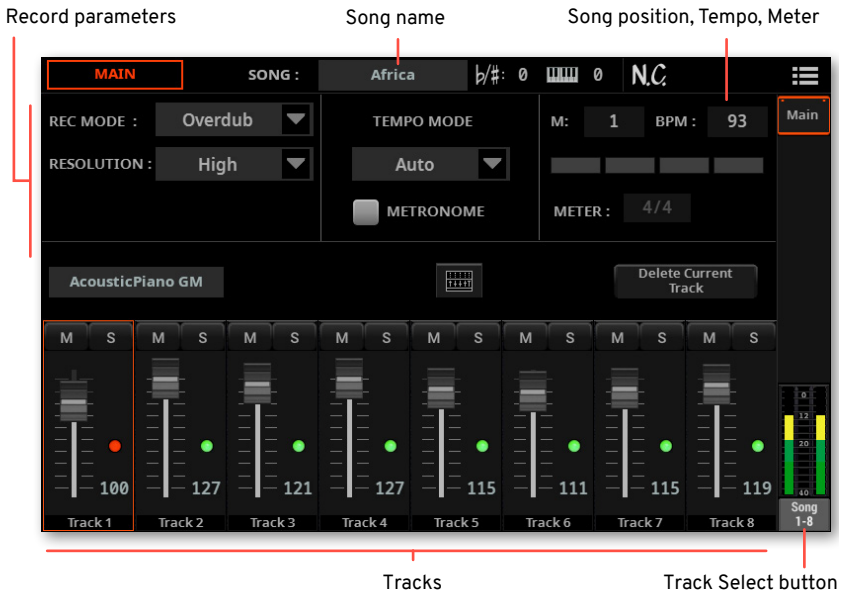 Record parameters Song name Song position, Tempo, Meter
MAIN SONG : Africa b/#: 0 0 N.C.
REC MODE : Overdub TEMPO MODE M: 1 BPM : 93 Main
RESOLUTION : High Auto
METRONOME METER : 4/4
AcousticPiano GM Delete Current
Track
M S M S M S M S M S M S M S M S
0
12
20
100 127 121 127 115 111 115 119 40
Track 1 Track 2 Track 3 Track 4 Track 5 Track 6 Track 7 Track 8 Song
1-8
Tracks Track Select button